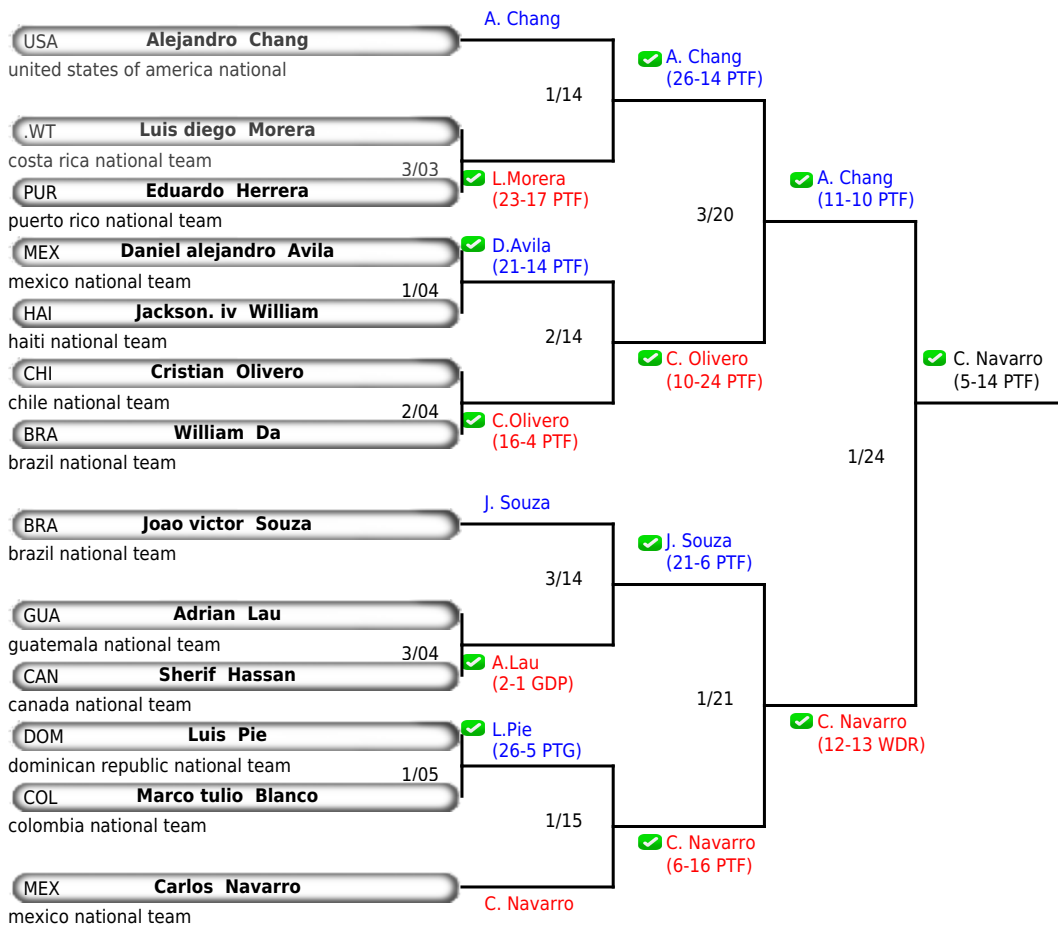 A. Chang
USA Alejandro Chang
united states of america national
A. Chang
(26-14 PTF)
1/14
.WT Luis diego Morera
costa rica national team
3/03
L.Morera
(23-17 PTF)
PUR Eduardo Herrera
puerto rico national team
A. Chang
(11-10 PTF)
3/20
MEX Daniel alejandro Avila
D.Avila
(21-14 PTF)
mexico national team
1/04
HAI Jackson. iv William
haiti national team
2/14
CHI Cristian Olivero
C. Olivero
(10-24 PTF)
C. Navarro
(5-14 PTF)
chile national team
2/04
C.Olivero
(16-4 PTF)
BRA William Da
brazil national team
1/24
J. Souza
BRA Joao victor Souza
brazil national team
J. Souza
(21-6 PTF)
3/14
GUA Adrian Lau
guatemala national team
3/04
A.Lau
(2-1 GDP)
CAN Sherif Hassan
canada national team
1/21
C. Navarro
(12-13 WDR)
DOM Luis Pie
L.Pie
(26-5 PTG)
dominican republic national team
1/05
COL Marco tulio Blanco
colombia national team
1/15
C. Navarro
(6-16 PTF)
MEX Carlos Navarro
C. Navarro
mexico national team